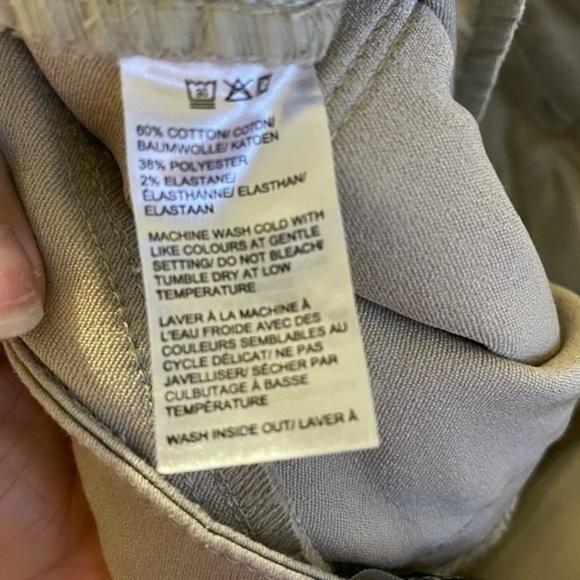 30
60% COTTON/ COTON/
BAUMWOLLE/ KATOEN
38% POLYESTER
2% ELASTANE/
ÉLASTHANNE/ ELASTHAN/
ELASTAAN
MACHINE WASH COLD WITH
LIKE COLOURS AT GENTLE
SETTING/ DO NOT BLEACH/
TUMBLE DRY AT LOW
TEMPERATURE
LAVER À LA MACHINE À
L'EAU FROIDE AVEC DES
COULEURS SEMBLABLES AU
CYCLE DÉLICAT/ NE PAS
JAVELLISER/ SÉCHER PAR
CULBUTAGE À BASSE
TEMPÉRATURE
WASH INSIDE OUT/ LAVER À